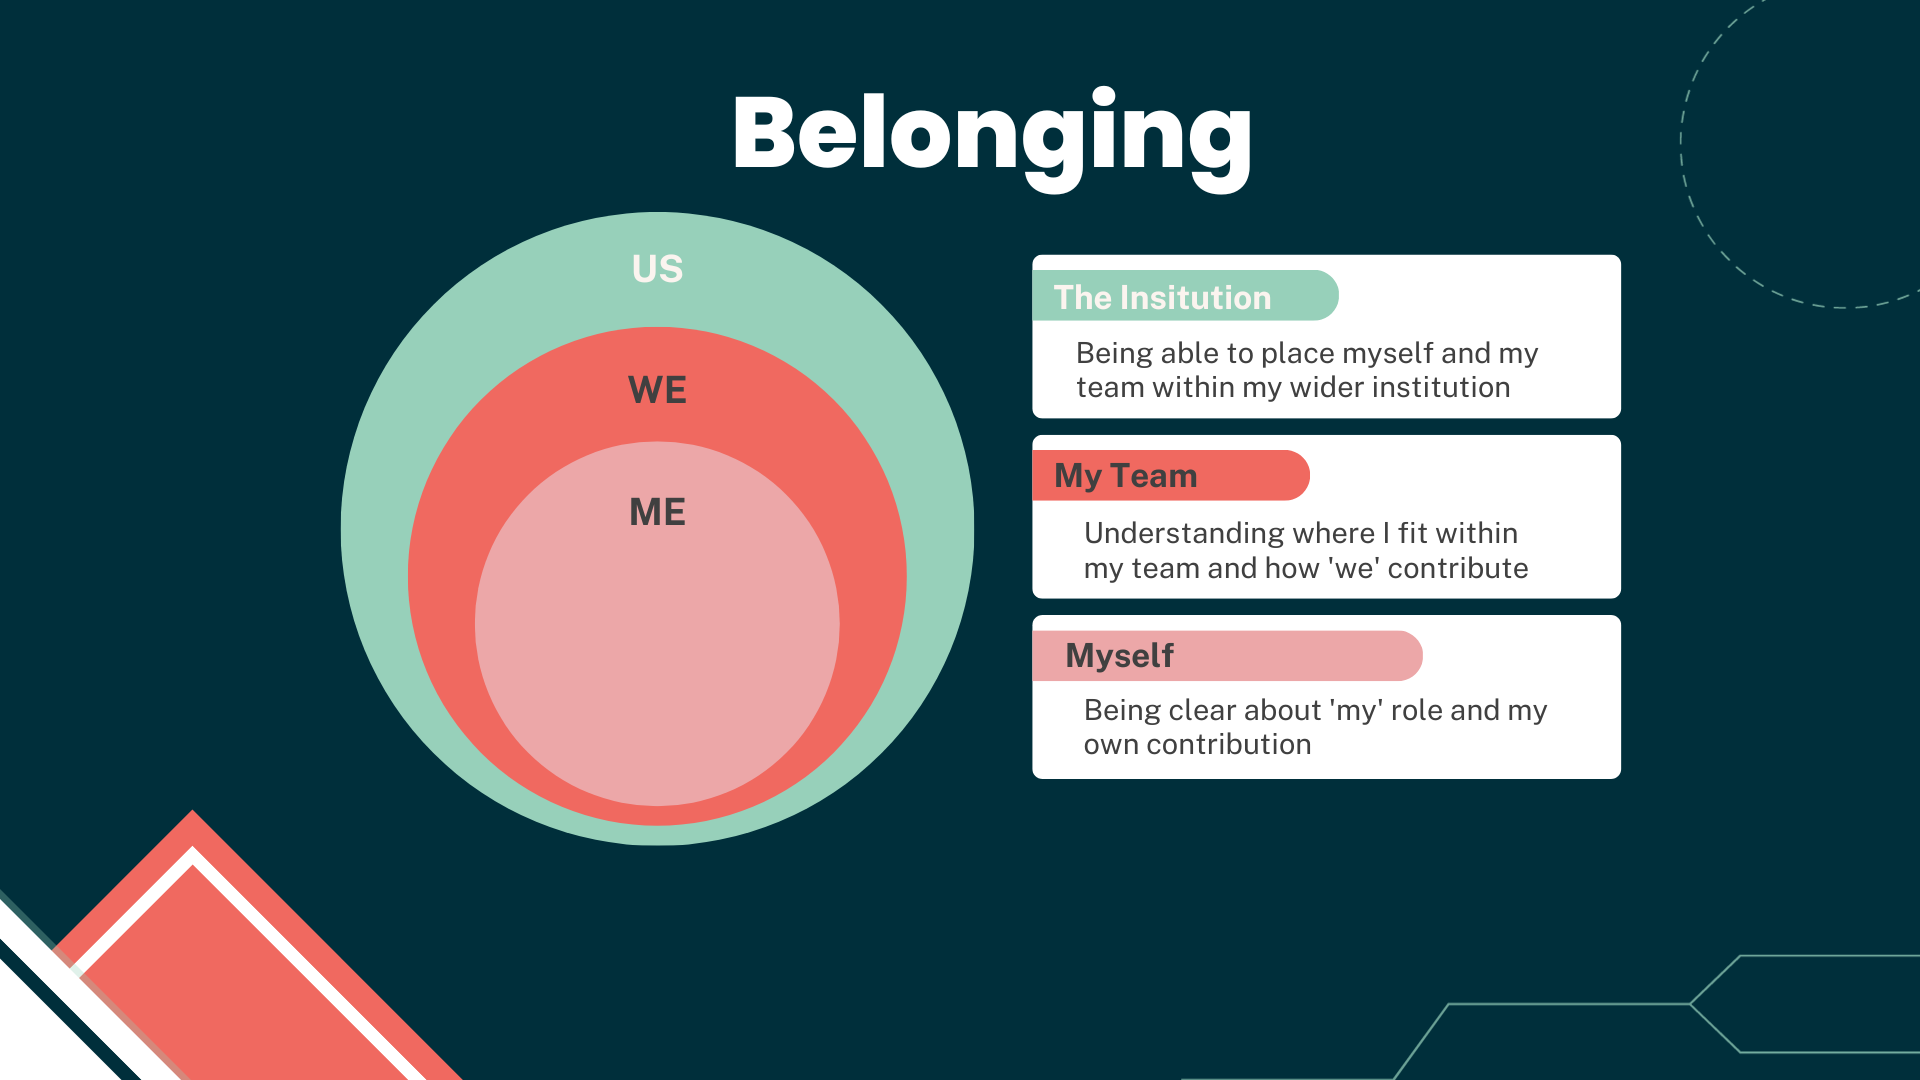 Belonging
US
WE
ME
The Insitution
Being able to place myself and my
team within my wider institution
My Team
Understanding where I fit within
my team and how 'we' contribute
Myself
Being clear about 'my' role and my
own contribution